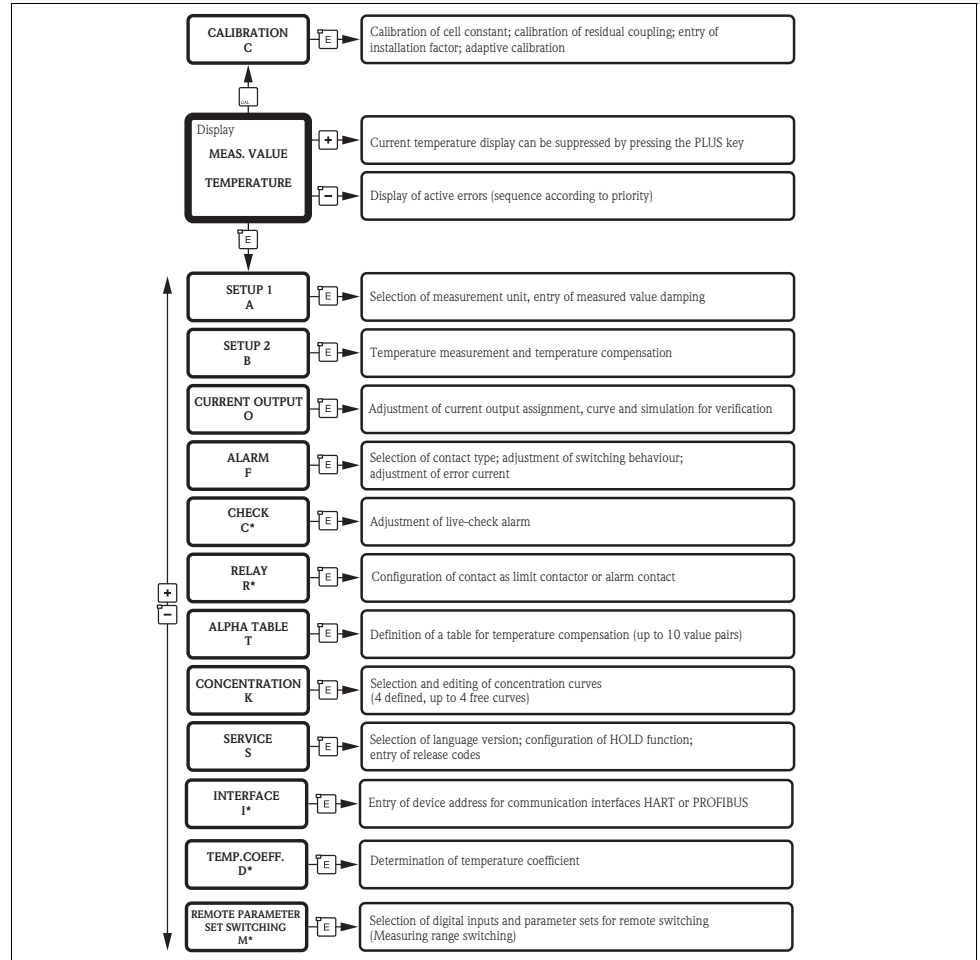 CALIBRATION
C
E
Calibration of cell constant; calibration of residual coupling; entry of
installation factor; adaptive calibration
CAL
Display
MEAS. VALUE
TEMPERATURE
+
Current temperature display can be suppressed by pressing the PLUS key
−
Display of active errors (sequence according to priority)
E
SETUP 1
A
E
Selection of measurement unit, entry of measured value damping
SETUP 2
B
E
Temperature measurement and temperature compensation
CURRENT OUTPUT
O
E
Adjustment of current output assignment, curve and simulation for verification
ALARM
F
E
Selection of contact type; adjustment of switching behaviour;
adjustment of error current
CHECK
C*
E
Adjustment of live-check alarm
RELAY
R*
E
Configuration of contact as limit contactor or alarm contact
+
−
ALPHA TABLE
T
E
Definition of a table for temperature compensation (up to 10 value pairs)
CONCENTRATION
K
E
Selection and editing of concentration curves
(4 defined, up to 4 free curves)
SERVICE
S
E
Selection of language version; configuration of HOLD function;
entry of release codes
INTERFACE
I*
E
Entry of device address for communication interfaces HART or PROFIBUS
TEMP.COEFF.
D*
E
Determination of temperature coefficient
REMOTE PARAMETER
SET SWITCHING
M*
E
Selection of digital inputs and parameter sets for remote switching
(Measuring range switching)